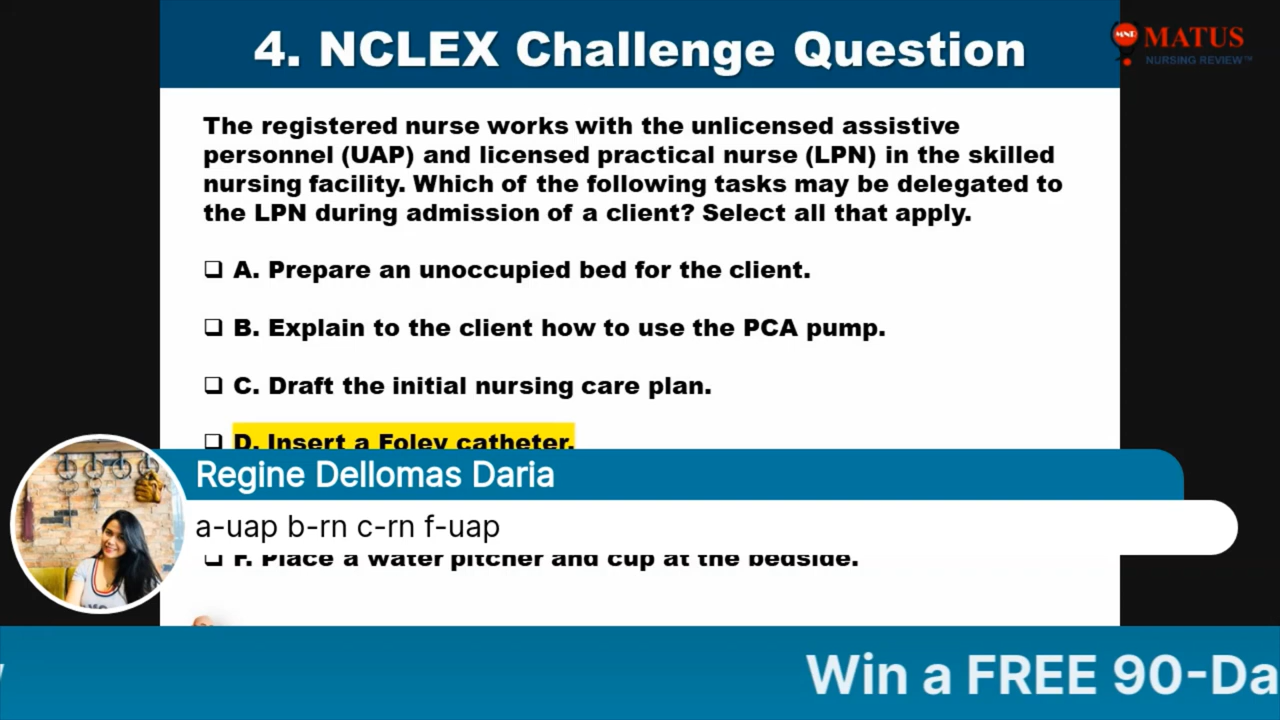 4. NCLEX Challenge Question
MNR MATUS
NURSING REVIEW™
The registered nurse works with the unlicensed assistive
personnel (UAP) and licensed practical nurse (LPN) in the skilled
nursing facility. Which of the following tasks may be delegated to
the LPN during admission of a client? Select all that apply.
❑ A. Prepare an unoccupied bed for the client.
❑ B. Explain to the client how to use the PCA pump.
❑ C. Draft the initial nursing care plan.
❑ D. Insert a Foley catheter.
Regine Dellomas Daria
a-uap b-rn c-rn f-uap
❑ F. Place a water pitcher and cup at the bedside.
Win a FREE 90-Da